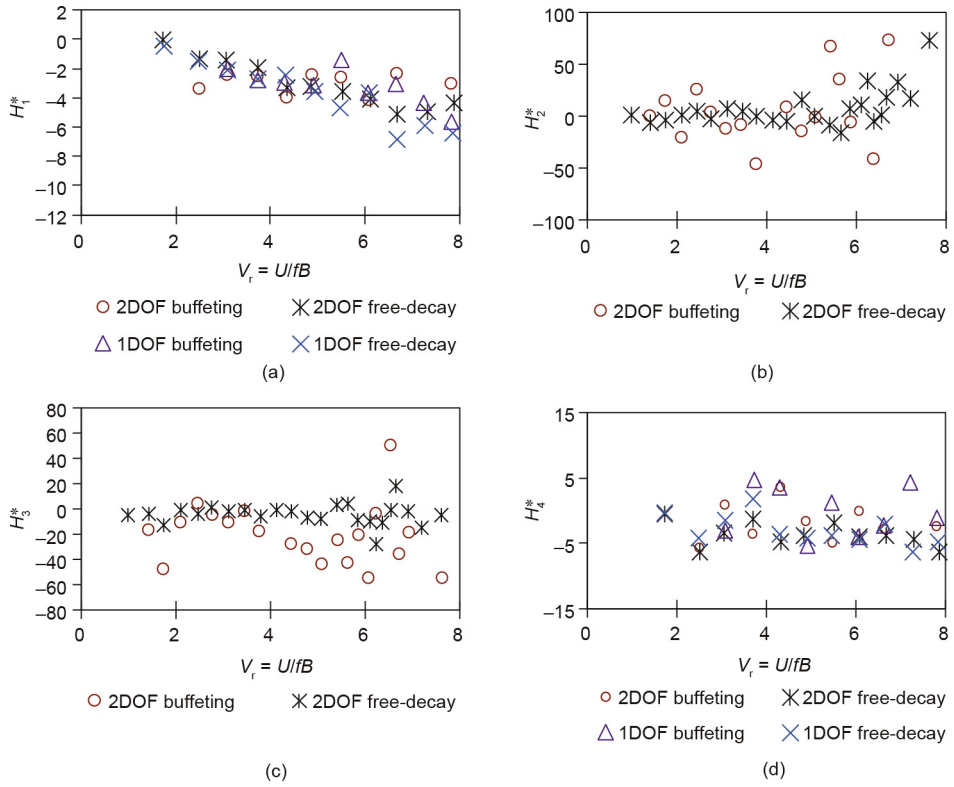 2
0
–2
–4
–6
–8
–10
–12
H1*
0 2 4 6 8
Vr = U/fB
2DOF buffeting 2DOF free-decay
1DOF buffeting 1DOF free-decay
(a)
100
50
0
–50
–100
H2*
0 2 4 6 8
Vr = U/fB
2DOF buffeting 2DOF free-decay
(b)
80
60
40
20
0
–20
–40
–60
–80
H3*
0 2 4 6 8
Vr = U/fB
2DOF buffeting 2DOF free-decay
(c)
15
5
–5
–15
H4*
0 2 4 6 8
Vr = U/fB
2DOF buffeting 2DOF free-decay
1DOF buffeting 1DOF free-decay
(d)